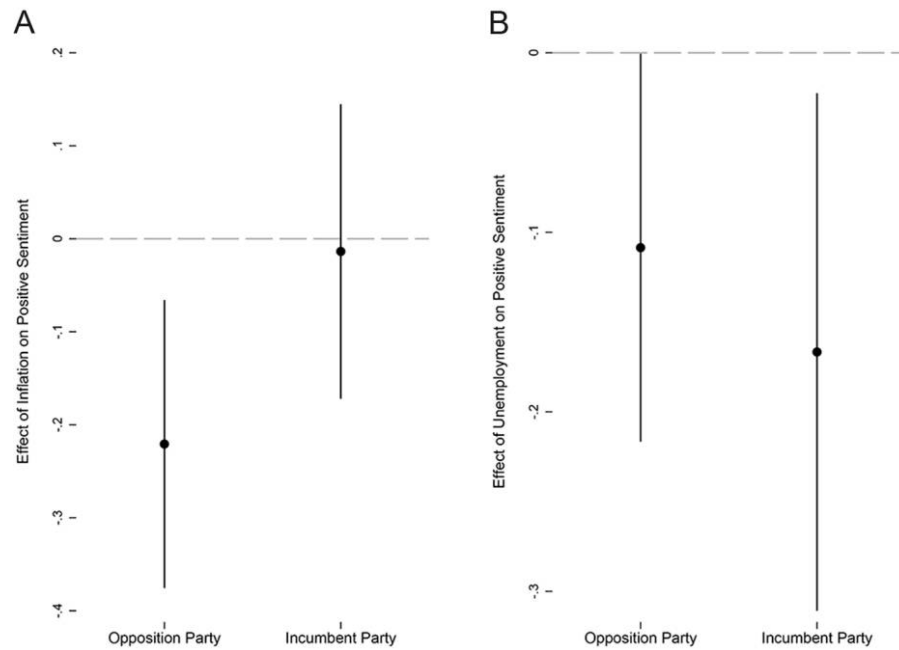 A
Effect of Inflation on Positive Sentiment
.2
.1
0
-.1
-.2
-.3
-.4
Opposition Party
Incumbent Party
B
Effect of Unemployment on Positive Sentiment
0
-.1
-.2
-.3
Opposition Party
Incumbent Party